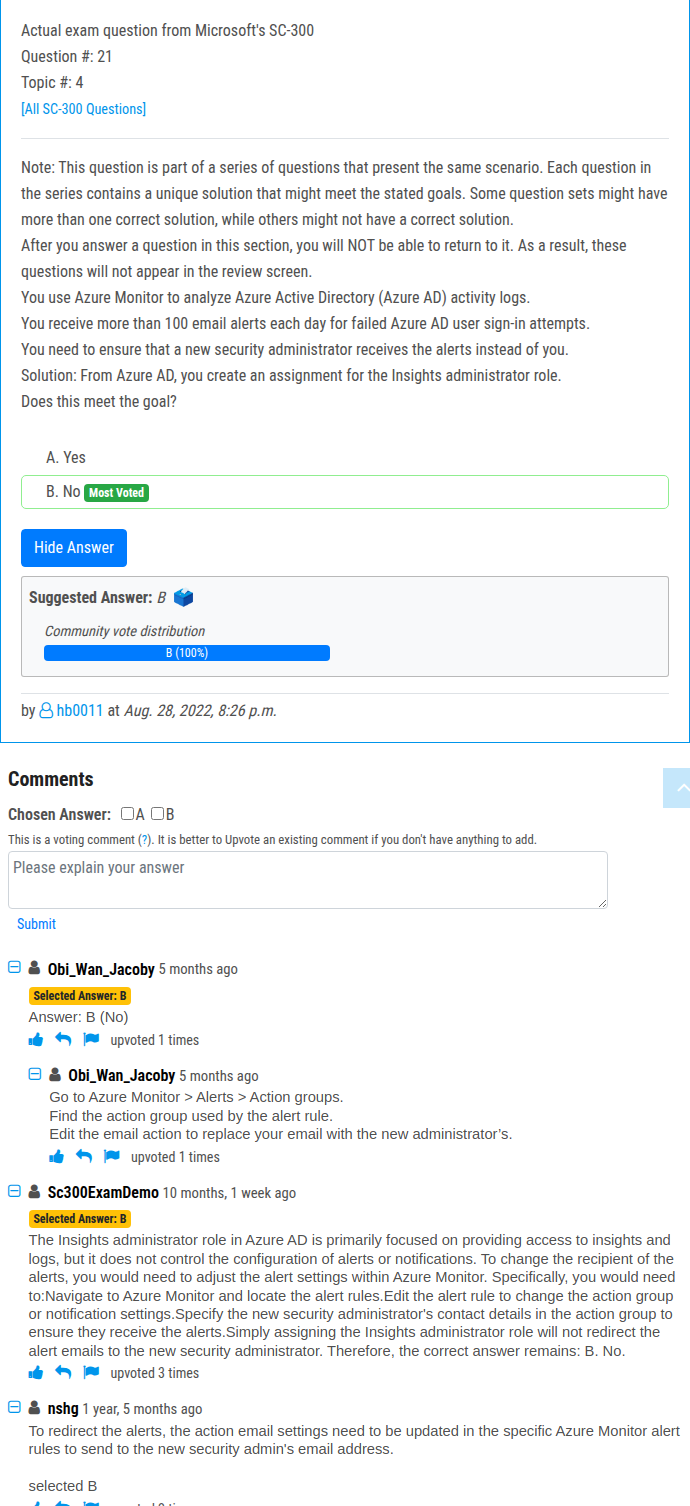 Actual exam question from Microsoft's SC-300
Question #: 21
Topic #: 4
[All SC-300 Questions]
Note: This question is part of a series of questions that present the same scenario. Each question in
the series contains a unique solution that might meet the stated goals. Some question sets might have
more than one correct solution, while others might not have a correct solution.
After you answer a question in this section, you will NOT be able to return to it. As a result, these
questions will not appear in the review screen.
You use Azure Monitor to analyze Azure Active Directory (Azure AD) activity logs.
You receive more than 100 email alerts each day for failed Azure AD user sign-in attempts.
You need to ensure that a new security administrator receives the alerts instead of you.
Solution: From Azure AD, you create an assignment for the Insights administrator role.
Does this meet the goal?
A. Yes
B. No Most Voted
Hide Answer
Suggested Answer: B
Community vote distribution
B (100%)
by hb0011 at Aug. 28, 2022, 8:26 p.m.
Comments
Chosen Answer: A B
This is a voting comment (?). It is better to Upvote an existing comment if you don't have anything to add.
Please explain your answer
Submit
Obi_Wan_Jacoby 5 months ago
Selected Answer: B
Answer: B (No)
upvoted 1 times
Obi_Wan_Jacoby 5 months ago
Go to Azure Monitor > Alerts > Action groups.
Find the action group used by the alert rule.
Edit the email action to replace your email with the new administrator’s.
upvoted 1 times
Sc300ExamDemo 10 months, 1 week ago
Selected Answer: B
The Insights administrator role in Azure AD is primarily focused on providing access to insights and
logs, but it does not control the configuration of alerts or notifications. To change the recipient of the
alerts, you would need to adjust the alert settings within Azure Monitor. Specifically, you would need
to:Navigate to Azure Monitor and locate the alert rules.Edit the alert rule to change the action group
or notification settings.Specify the new security administrator's contact details in the action group to
ensure they receive the alerts.Simply assigning the Insights administrator role will not redirect the
alert emails to the new security administrator. Therefore, the correct answer remains: B. No.
upvoted 3 times
nshg 1 year, 5 months ago
To redirect the alerts, the action email settings need to be updated in the specific Azure Monitor alert
rules to send to the new security admin's email address.
selected B